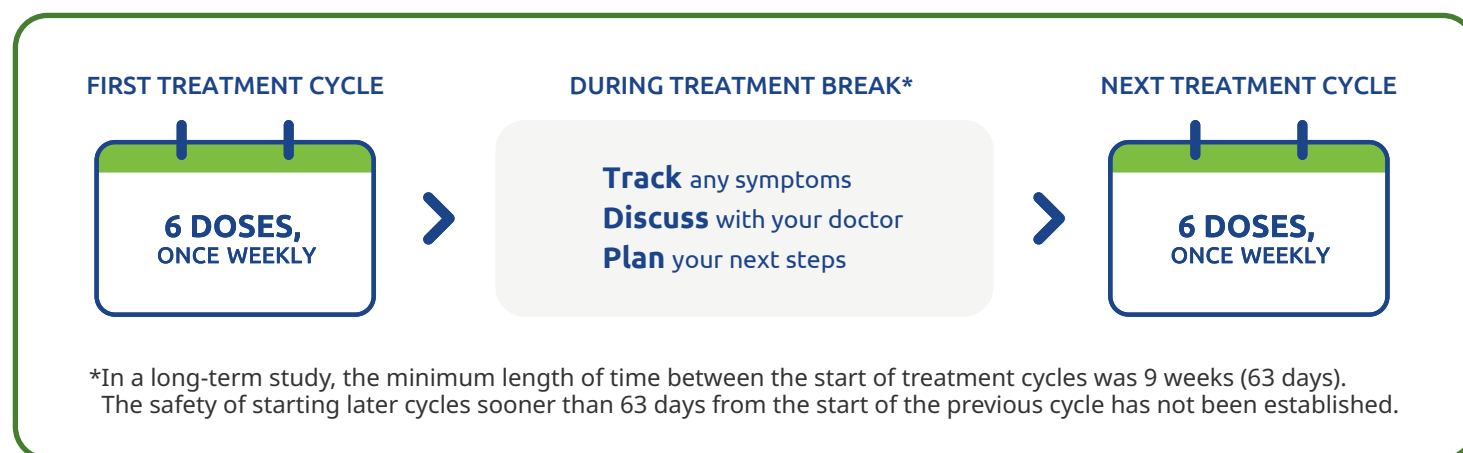 FIRST TREATMENT CYCLE
6 DOSES,
ONCE WEEKLY
DURING TREATMENT BREAK*
Track any symptoms
Discuss with your doctor
Plan your next steps
NEXT TREATMENT CYCLE
6 DOSES,
ONCE WEEKLY
*In a long-term study, the minimum length of time between the start of treatment cycles was 9 weeks (63 days).
The safety of starting later cycles sooner than 63 days from the start of the previous cycle has not been established.